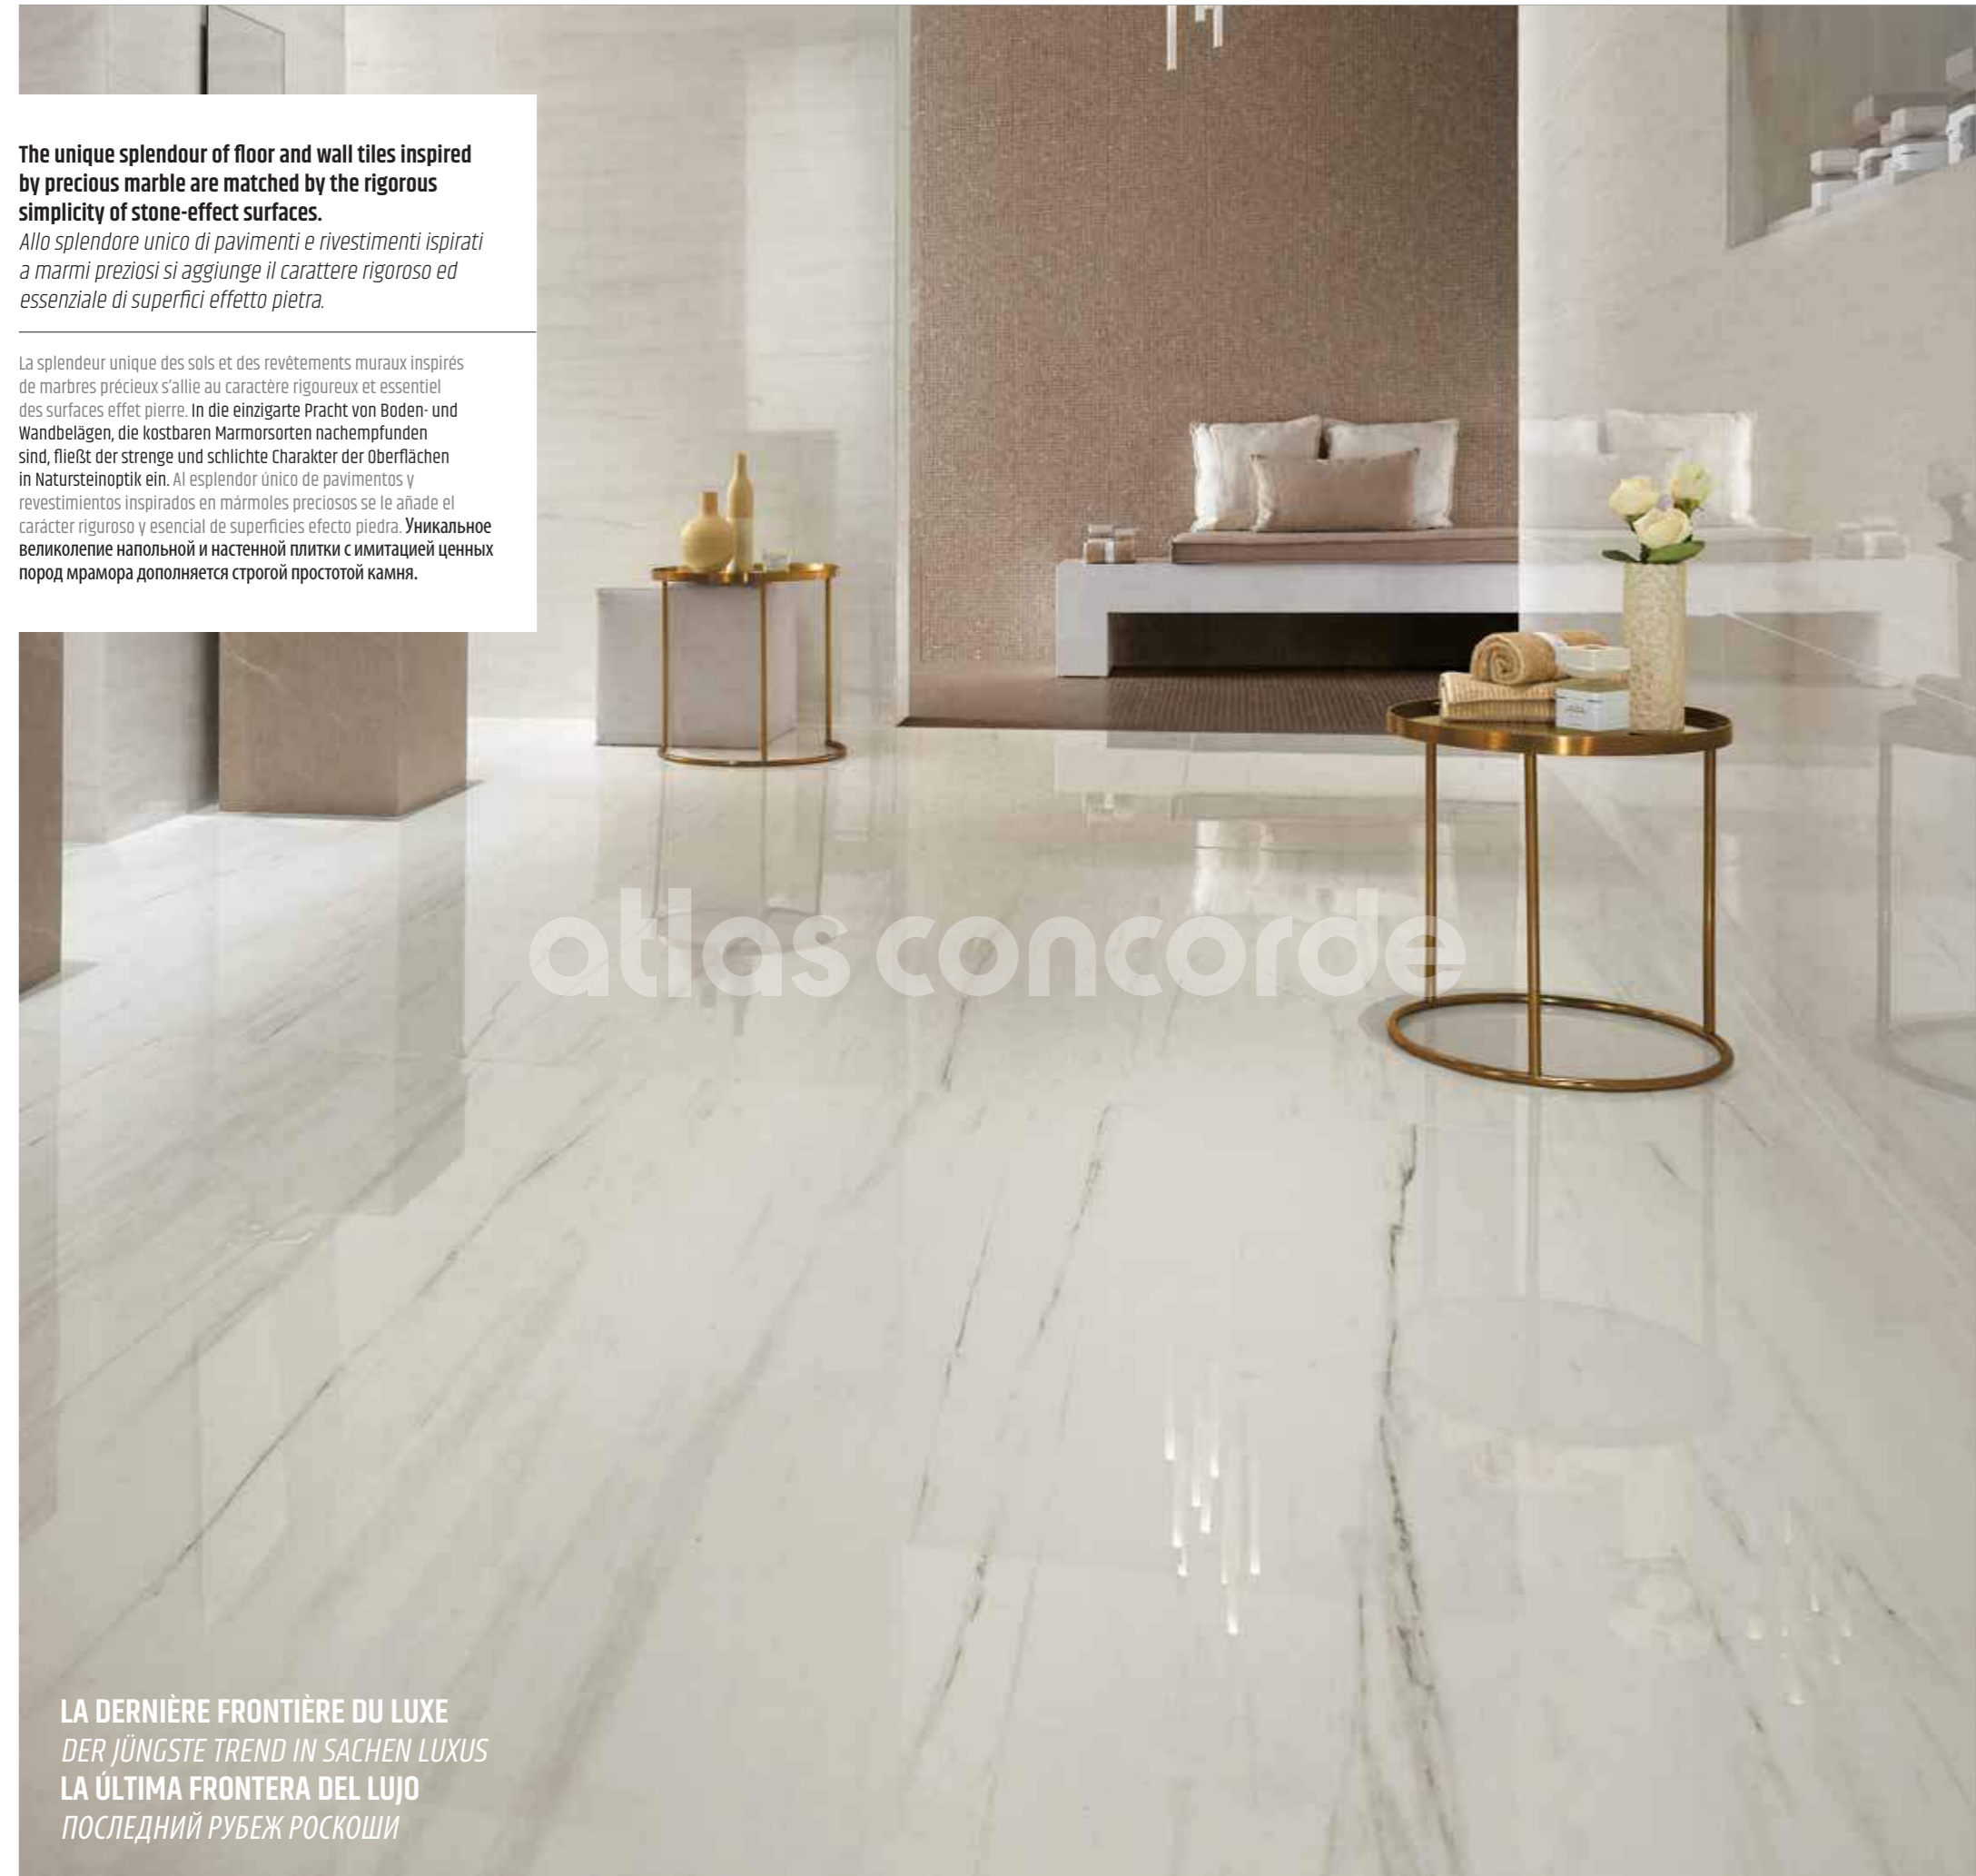 The unique splendour of floor and wall tiles inspired
by precious marble are matched by the rigorous
simplicity of stone-effect surfaces.
Allo splendore unico di pavimenti e rivestimenti ispirati
a marmi preziosi si aggiunge il carattere rigoroso ed
essenziale di superfici effetto pietra.
La splendeur unique des sols et des revêtements muraux inspirés
de marbres précieux s'allie au caractère rigoureux et essentiel
des surfaces effet pierre. In die einzigarte Pracht von Boden- und
Wandbelägen, die kostbaren Marmorsorten nachempfunden
sind, fließt der strenge und schlichte Charakter der Oberflächen
in Natursteinoptik ein. Al esplendor único de pavimentos y
revestimientos inspirados en mármoles preciosos se le añade el
carácter riguroso y esencial de superficies efecto piedra. Уникальное
великолепие напольной и настенной плитки с имитацией ценных
пород мрамора дополняется строгой простотой камня.
atlas concorde
LA DERNIÈRE FRONTIÈRE DU LUXE
DER JÜNGSTE TREND IN SACHEN LUXUS
LA ÚLTIMA FRONTERA DEL LUJO
ПОСЛЕДНИЙ РУБЕЖ РОСКОШИ